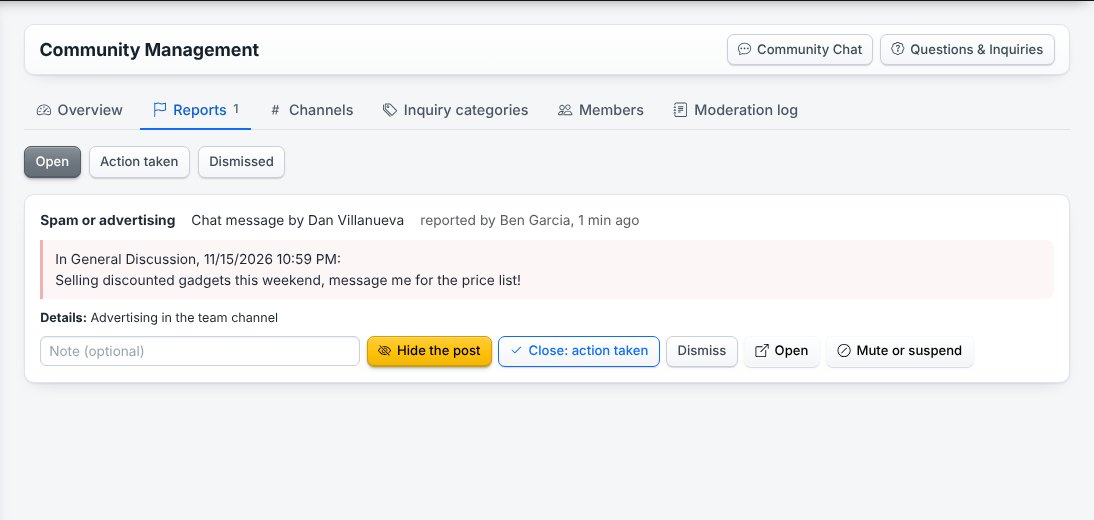 Community Management
Community Chat
Questions & Inquiries
Overview
Reports 1
# Channels
Inquiry categories
Members
Moderation log
Open
Action taken
Dismissed
Spam or advertising Chat message by Dan Villanueva reported by Ben Garcia, 1 min ago
In General Discussion, 11/15/2026 10:59 PM:
Selling discounted gadgets this weekend, message me for the price list!
Details: Advertising in the team channel
Note (optional)
Hide the post
Close: action taken
Dismiss
Open
Mute or suspend